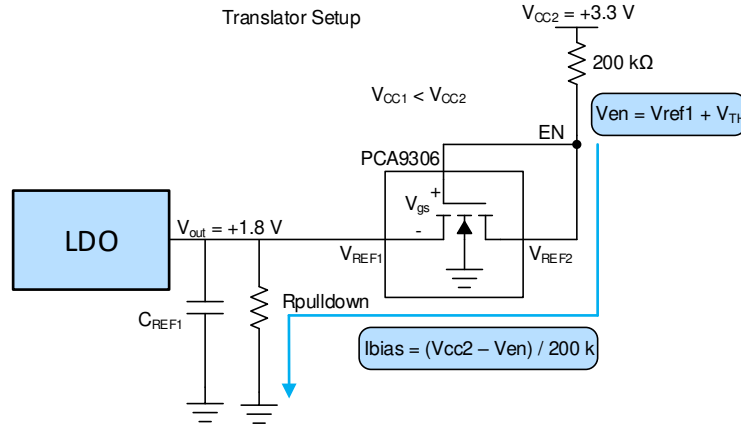 Translator Setup
V_CC2 = +3.3 V
200 kΩ
V_CC1 < V_CC2
Ven = Vref1 + V_TH
EN
PCA9306
+
V_gs
-
LDO
V_out = +1.8 V
V_REF1
V_REF2
C_REF1
Rpulldown
Ibias = (Vcc2 – Ven) / 200 k